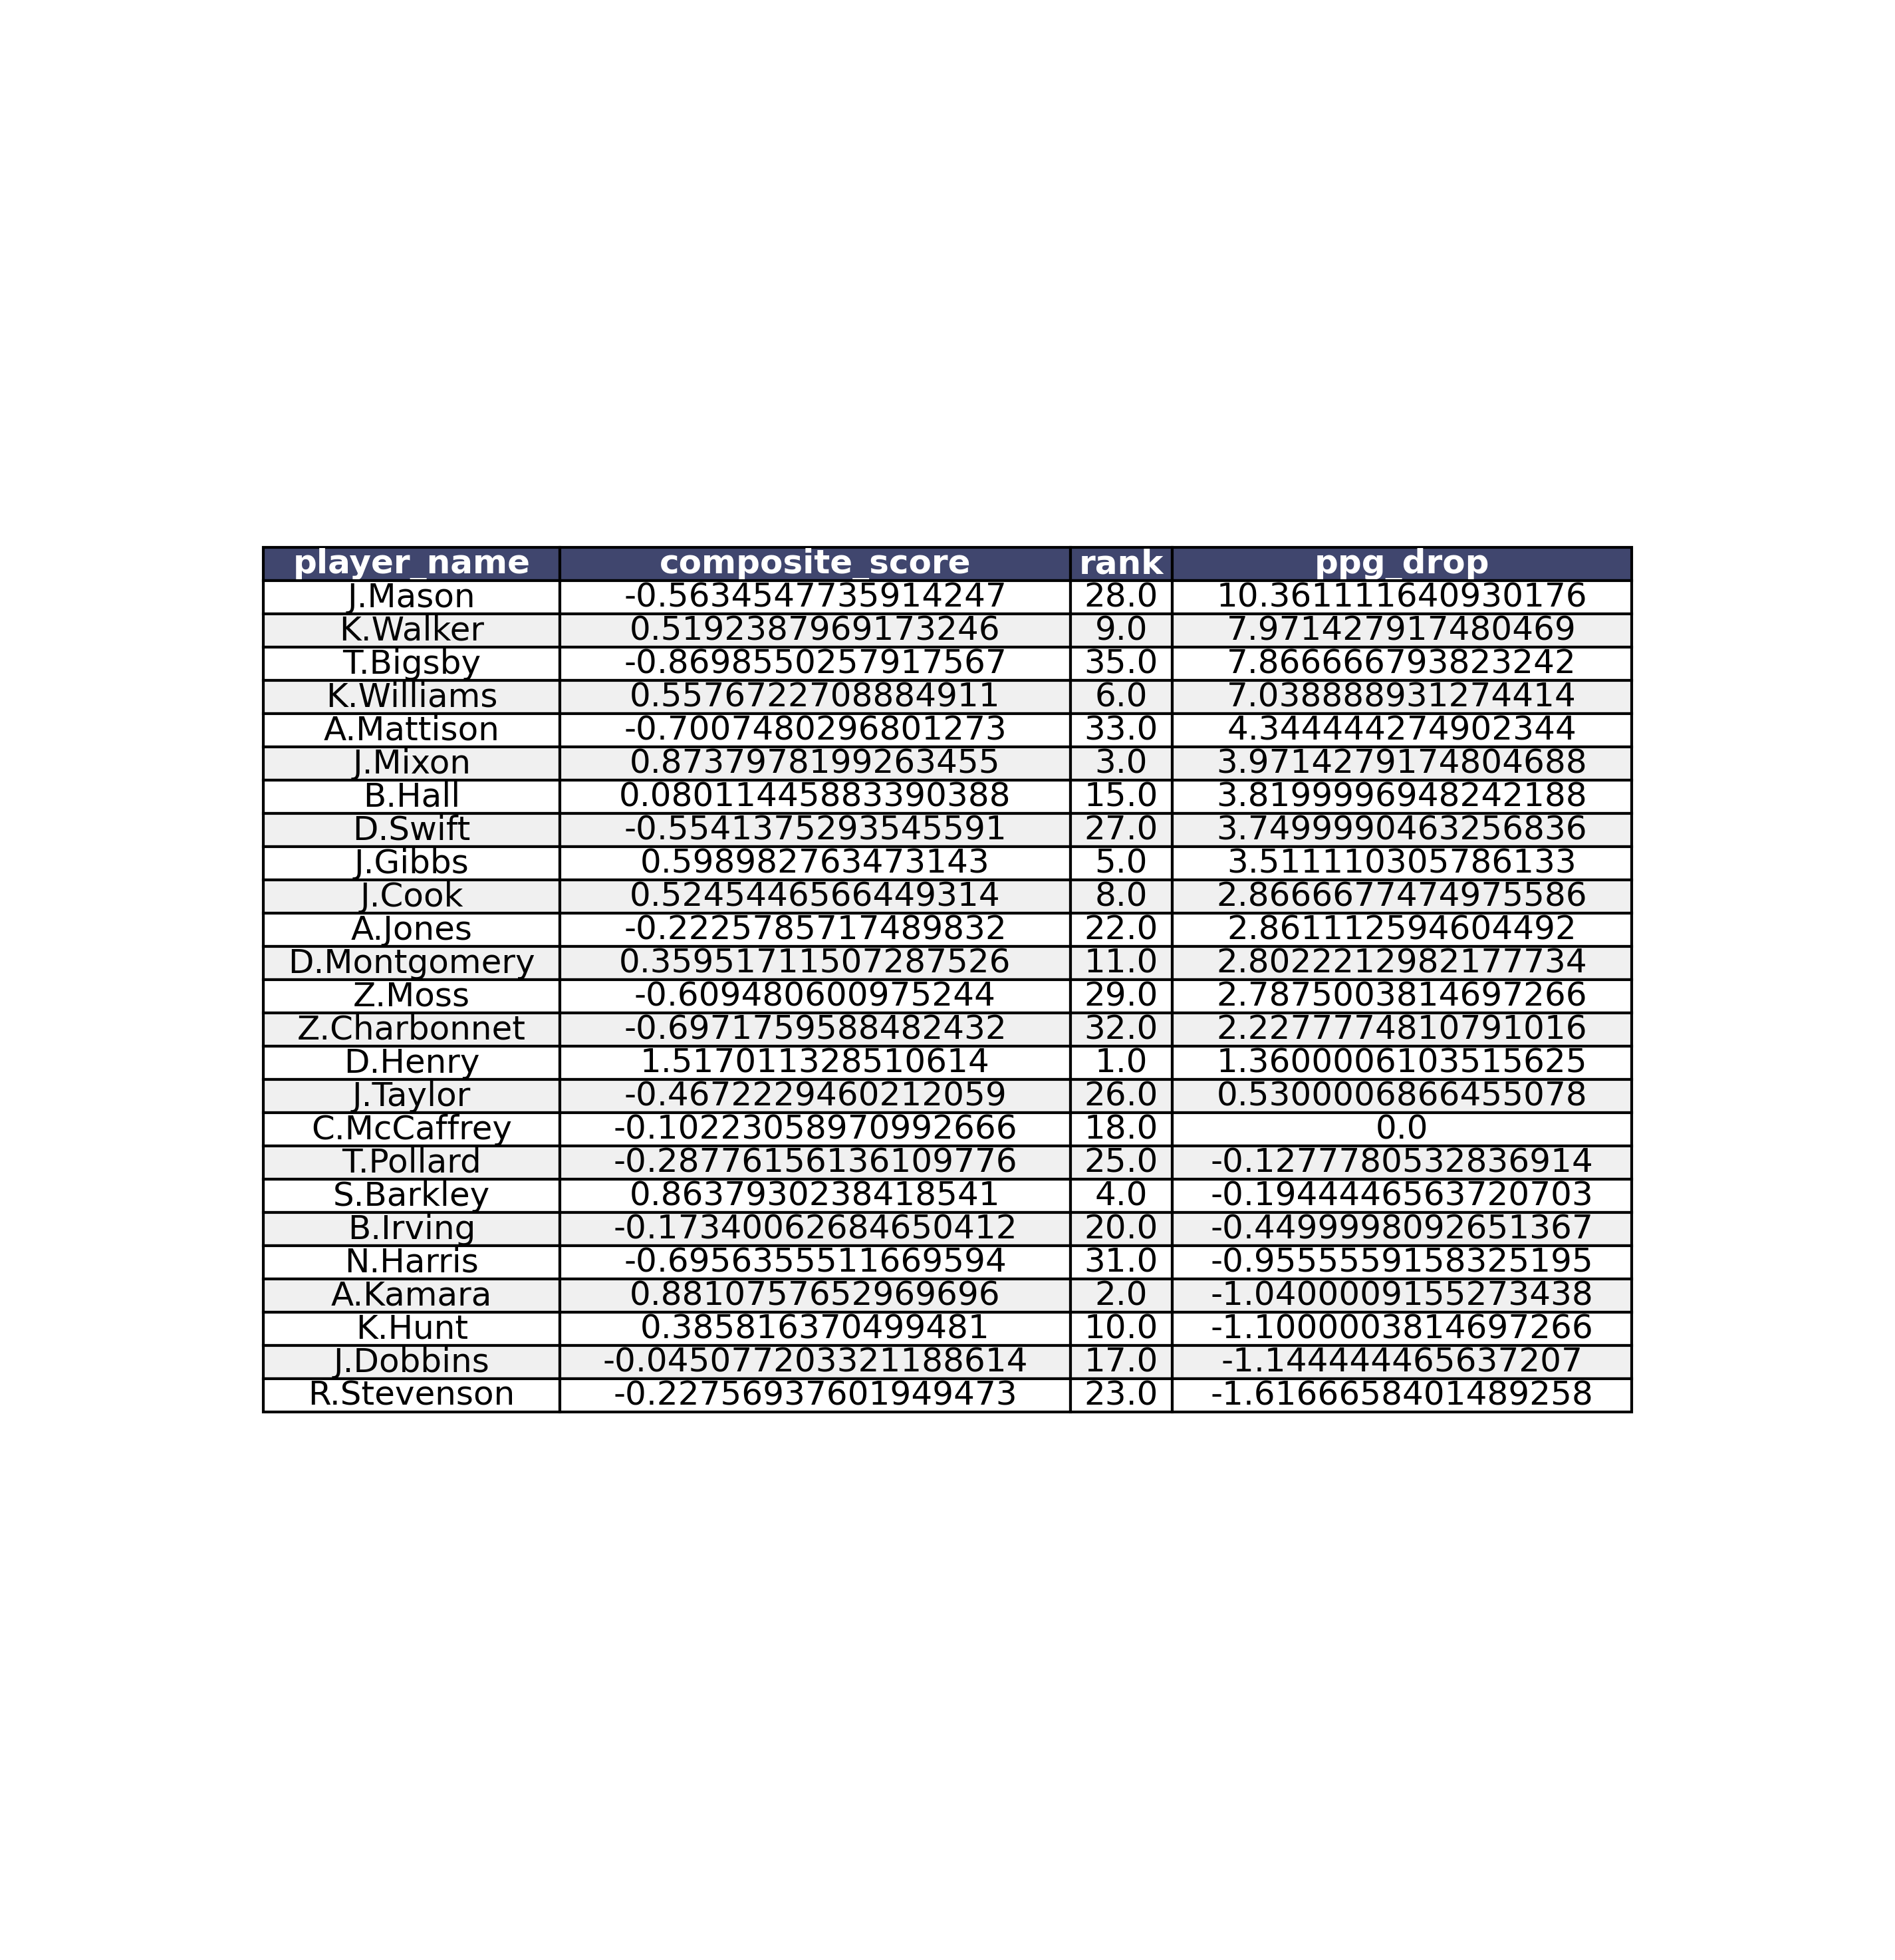 player_name composite_score rank ppg_drop
J.Mason -0.5634547735914247 28.0 10.361111640930176
K.Walker 0.5192387969173246 9.0 7.971427917480469
T.Bigsby -0.8698550257917567 35.0 7.866666793823242
K.Williams 0.5576722708884911 6.0 7.038888931274414
A.Mattison -0.7007480296801273 33.0 4.344444274902344
J.Mixon 0.8737978199263455 3.0 3.9714279174804688
B.Hall 0.08011445883390388 15.0 3.8199996948242188
D.Swift -0.5541375293545591 27.0 3.7499990463256836
J.Gibbs 0.598982763473143 5.0 3.511110305786133
J.Cook 0.5245446566449314 8.0 2.8666677474975586
A.Jones -0.2225785717489832 22.0 2.861112594604492
D.Montgomery 0.35951711507287526 11.0 2.8022212982177734
Z.Moss -0.609480600975244 29.0 2.7875003814697266
Z.Charbonnet -0.6971759588482432 32.0 2.2277774810791016
D.Henry 1.517011328510614 1.0 1.3600006103515625
J.Taylor -0.4672229460212059 26.0 0.5300006866455078
C.McCaffrey -0.10223058970992666 18.0 0.0
T.Pollard -0.28776156136109776 25.0 -0.1277780532836914
S.Barkley 0.8637930238418541 4.0 -0.1944446563720703
B.Irving -0.17340062684650412 20.0 -0.4499998092651367
N.Harris -0.6956355511669594 31.0 -0.9555559158325195
A.Kamara 0.8810757652969696 2.0 -1.0400009155273438
K.Hunt 0.385816370499481 10.0 -1.1000003814697266
J.Dobbins -0.045077203321188614 17.0 -1.144444465637207
R.Stevenson -0.22756937601949473 23.0 -1.6166658401489258